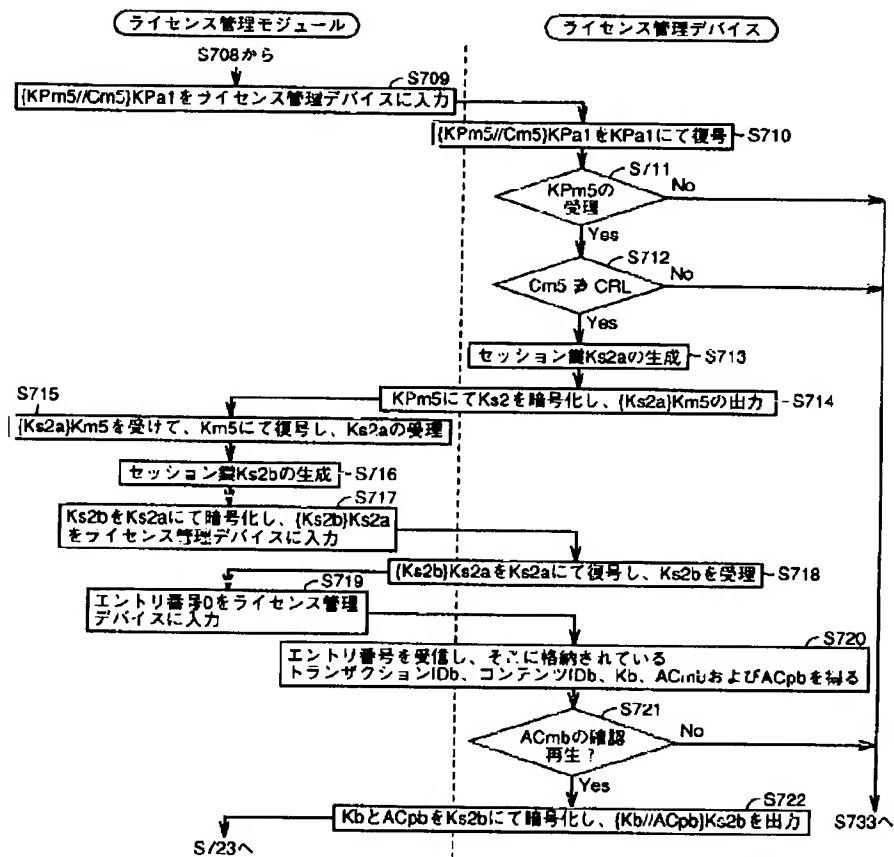 ライセンス管理モジュール
ライセンス管理デバイス
S708から
S709
{KPm5//Cm5}KPa1をライセンス管理デバイスに入力
{KPm5//Cm5}KPa1をKPa1にて復号
S710
S711
KPm5の
受理
No
Yes
S712
Cm5 ∌ CRL
No
Yes
セッション鍵Ks2aの生成
S713
KPm5にてKs2を暗号化し、{Ks2a}Km5の出力
S714
S715
{Ks2a}Km5を受けて、Km5にて復号し、Ks2aの受理
セッション鍵Ks2bの生成
S716
S717
Ks2bをKs2aにて暗号化し、{Ks2b}Ks2a
をライセンス管理デバイスに入力
{Ks2b}Ks2aをKs2aにて復号し、Ks2bを受理
S718
S719
エントリ番号0をライセンス管理
デバイスに入力
S720
エントリ番号を受信し、そこに格納されている
トランザクションIDb、コンテンツIDb、Kb、ACmbおよびACpbを得る
S721
ACmbの確認
再生？
No
Yes
S722
KbとACpbをKs2bにて暗号化し、{Kb//ACpb}Ks2bを出力
S733へ
S723へ